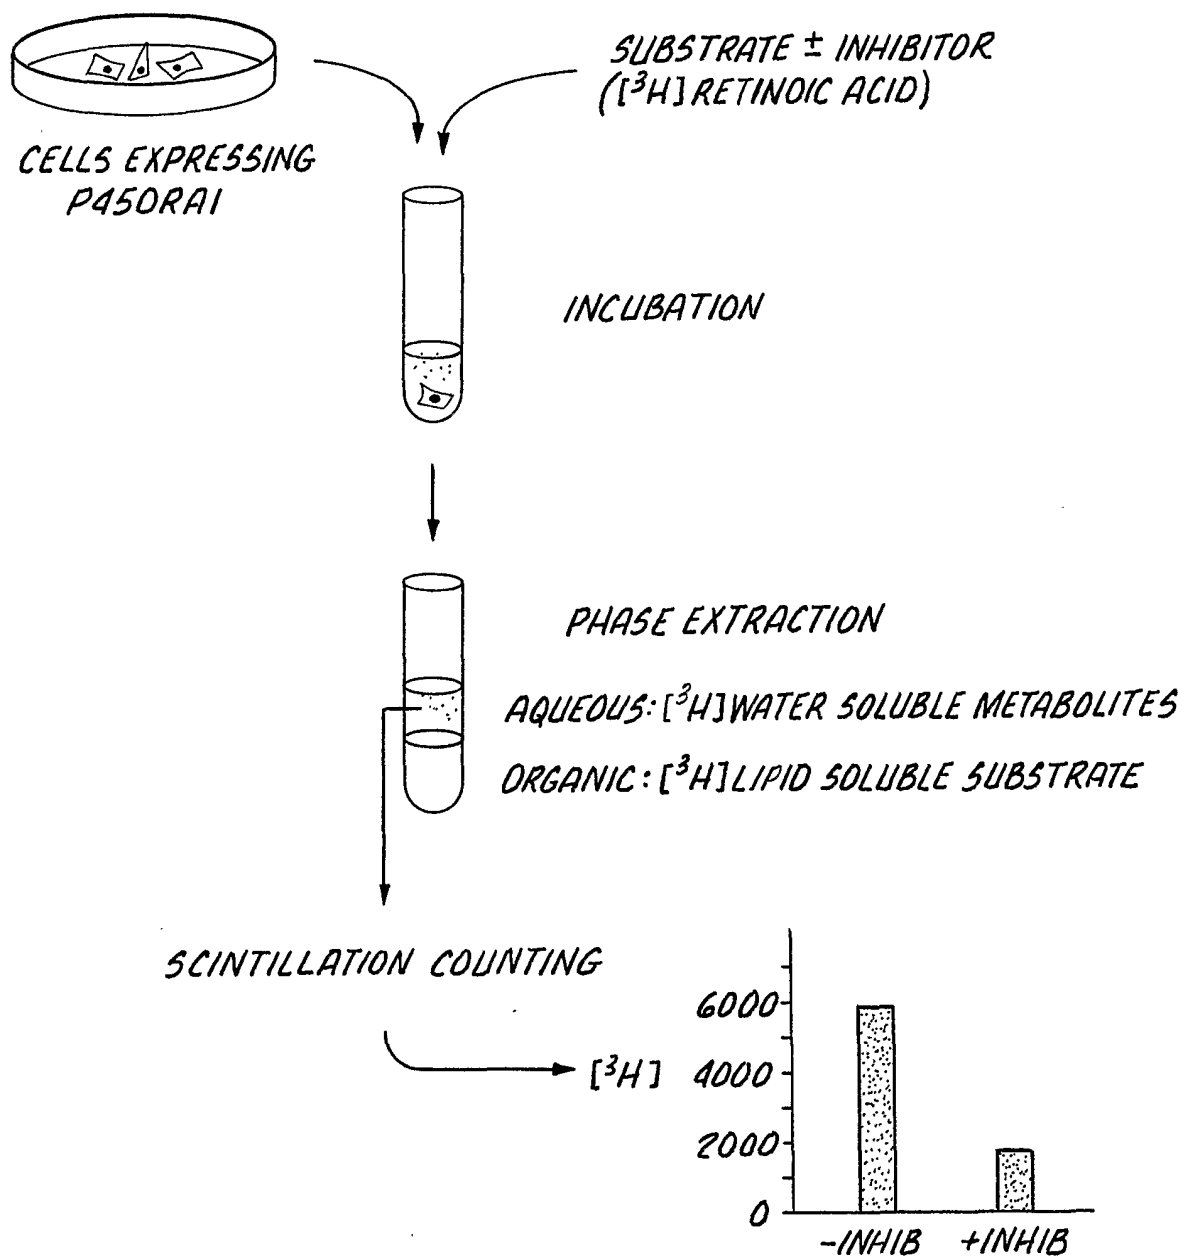 SUBSTRATE ± INHIBITOR
([³H] RETINOIC ACID)
CELLS EXPRESSING
P450RAI
INCUBATION
PHASE EXTRACTION
AQUEOUS: [³H] WATER SOLUBLE METABOLITES
ORGANIC: [³H] LIPID SOLUBLE SUBSTRATE
SCINTILLATION COUNTING
[³H]
6000
4000
2000
0
-INHIB +INHIB